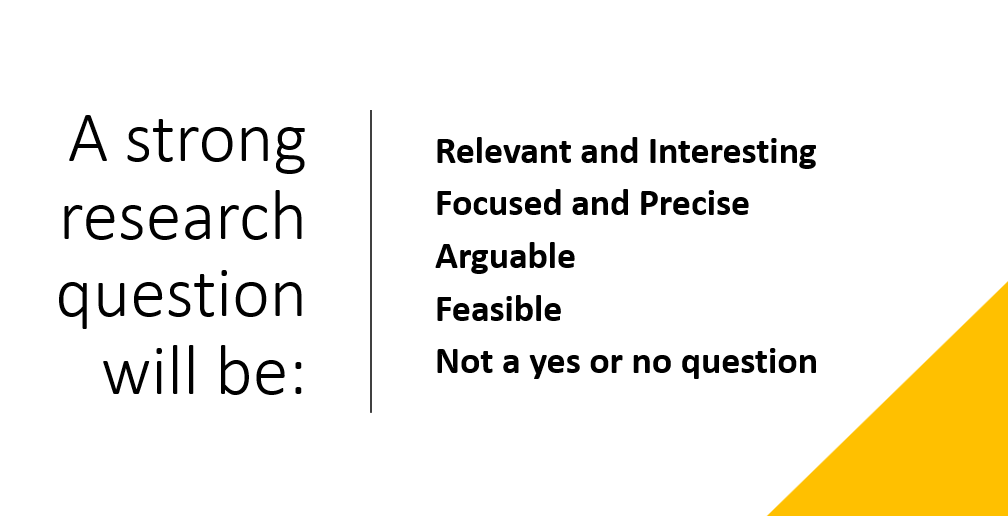 A strong
research
question
will be:
Relevant and Interesting
Focused and Precise
Arguable
Feasible
Not a yes or no question